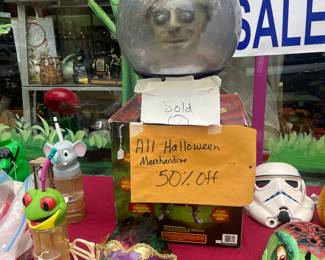 SALE
Sold
All Halloween
Merchandise
50% off